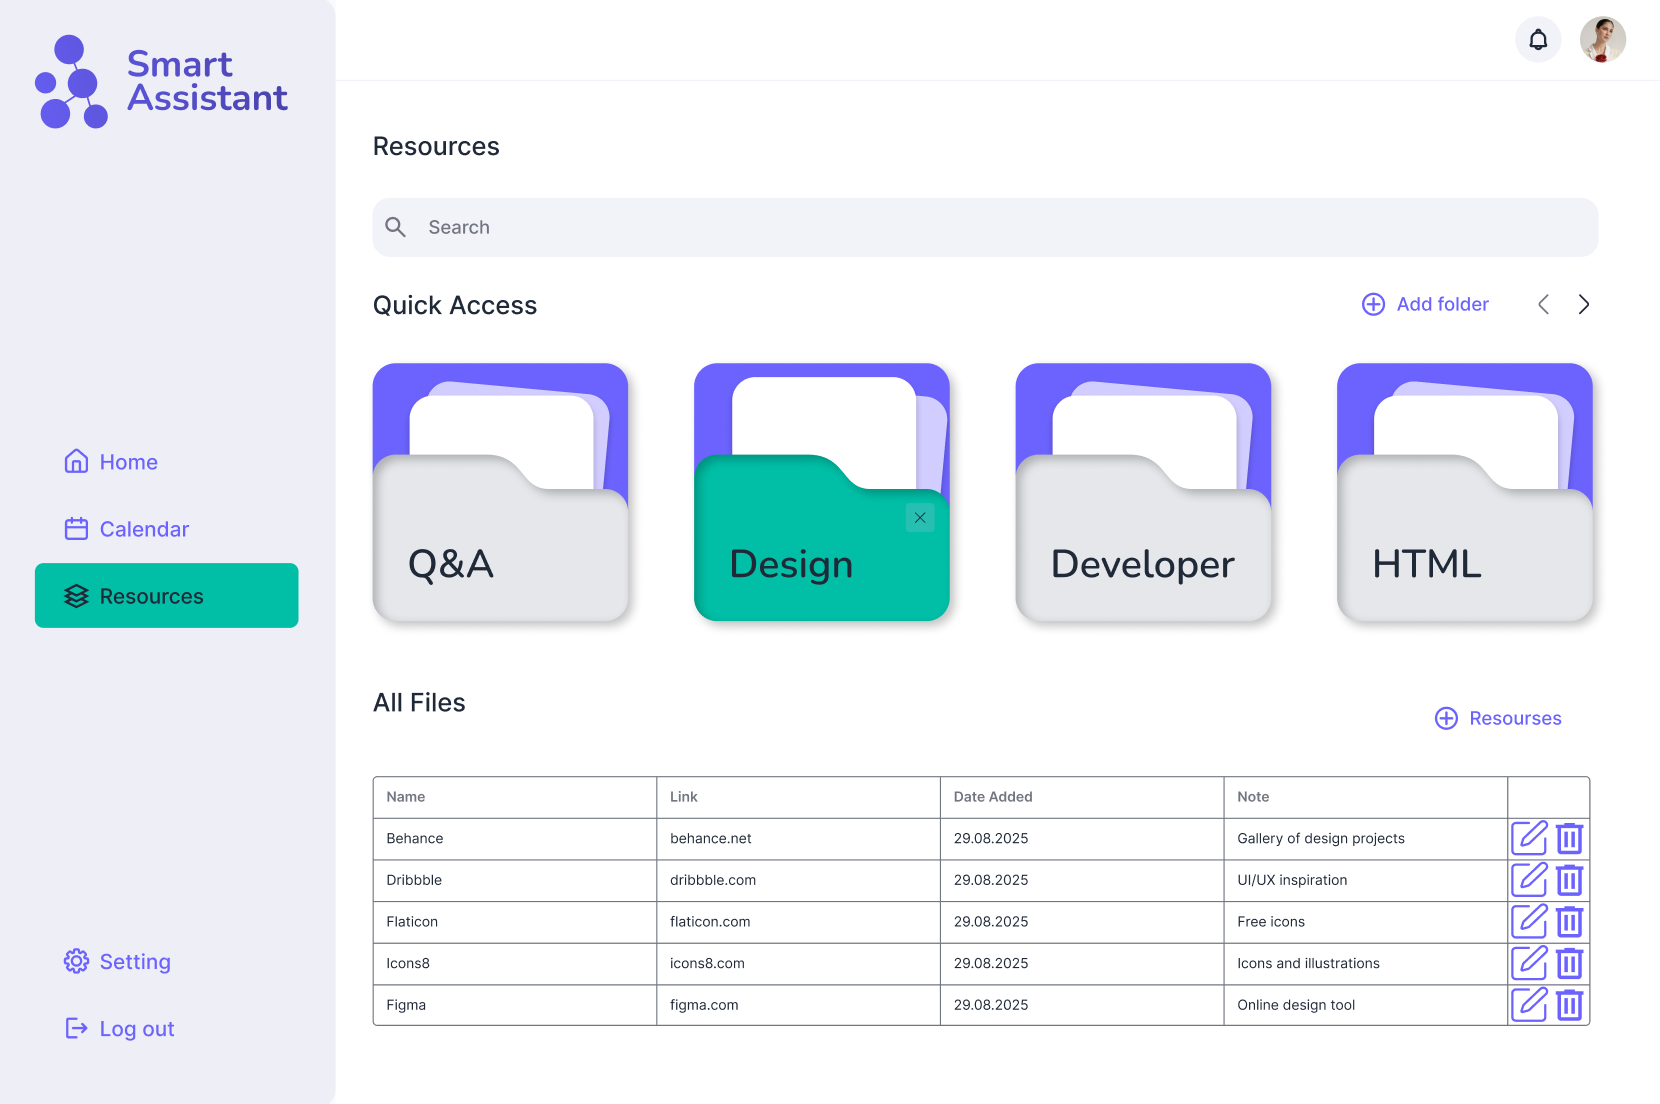 Smart
Assistant
Home
Calendar
Resources
Setting
Log out
Resources
Search
Quick Access
Add folder
Q&A
Design
Developer
HTML
All Files
Resourses
Name Link Date Added Note
Behance behance.net 29.08.2025 Gallery of design projects
Dribbble dribbble.com 29.08.2025 UI/UX inspiration
Flaticon flaticon.com 29.08.2025 Free icons
Icons8 icons8.com 29.08.2025 Icons and illustrations
Figma figma.com 29.08.2025 Online design tool